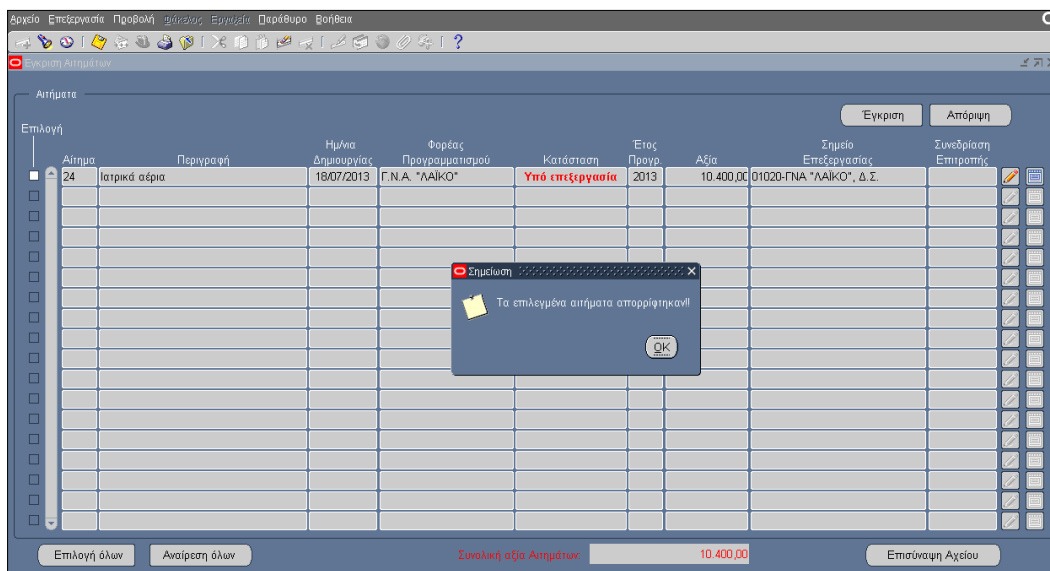 Αρχείο Επεξεργασία Προβολή Φάκελος Εργαλεία Παράθυρο Βοήθεια
?
Εγκριση Αιτημάτων
Αιτήματα
Έγκριση Απόριψη
Επιλογή
Ημ/νια Φορέας Έτος Σημείο Συνεδρίαση
Αίτημα Περιγραφή Δημιουργίας Προγραμματισμού Κατάσταση Προγρ. Αξία Επεξεργασίας Επιτροπής
24 Ιατρικά αέρια 18/07/2013 Γ.Ν.Α. "ΛΑΪΚΟ" Υπό επεξεργασία 2013 10.400,00 01020-ΓΝΑ "ΛΑΪΚΟ", Δ.Σ.
Σημείωση
Τα επιλεγμένα αιτήματα απορρίφτηκαν!!
OK
Επιλογή όλων Αναίρεση όλων Συνολική αξία Αιτημάτων: 10.400,00 Επισύναψη Αχείου